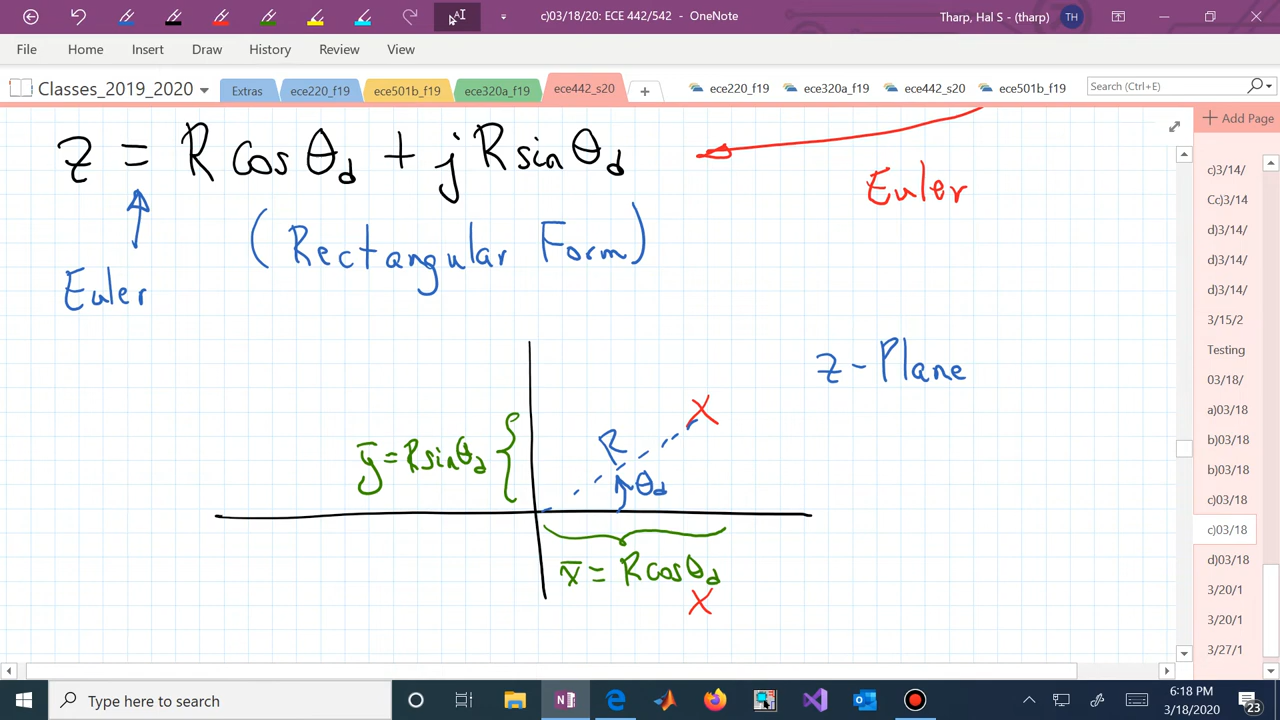 c)03/18/20: ECE 442/542 - OneNote
Tharp, Hal S - (tharp)
TH
File Home Insert Draw History Review View
Classes_2019_2020
Extras
ece220_f19
ece501b_f19
ece320a_f19
ece442_s20
ece220_f19
ece320a_f19
ece442_s20
ece501b_f19
Search (Ctrl+E)
Add Page
z = R cos θd + j R sin θd
Euler
(Rectangular Form)
Euler
z - Plane
X
R
ȳ = R sin θd {
θd
x̄ = R cos θd
X
c)3/14/
Cc)3/14
d)3/14/
d)3/14/
d)3/14/
3/15/2
Testing
03/18/
a)03/18
b)03/18
b)03/18
c)03/18
c)03/18
d)03/18
3/20/1
3/20/1
3/27/1
Type here to search
6:18 PM
3/18/2020
23